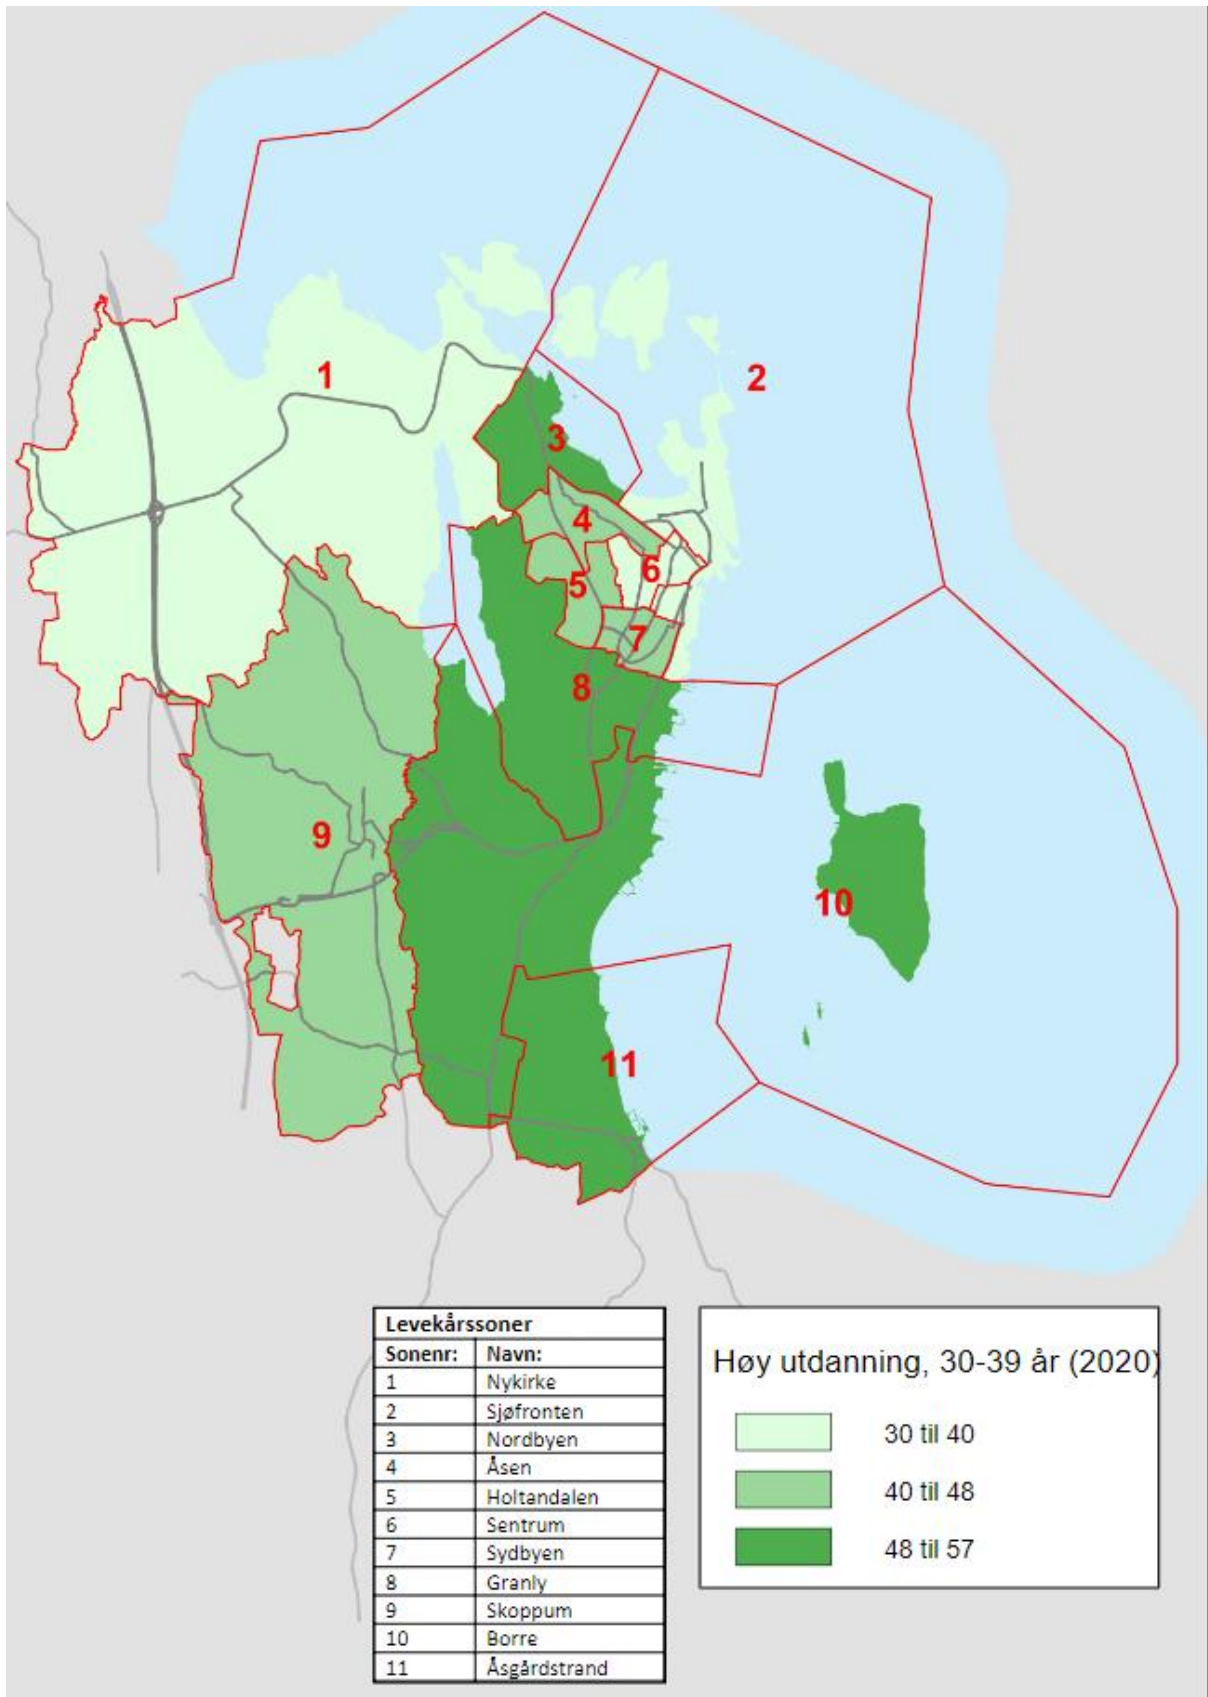 1
2
3
4
5
6
7
8
9
10
11
Levekårssoner
Sonenr: Navn:
1 Nykirke
2 Sjøfronten
3 Nordbyen
4 Åsen
5 Holtandalen
6 Sentrum
7 Sydbyen
8 Granly
9 Skoppum
10 Borre
11 Åsgårdstrand
Høy utdanning, 30-39 år (2020)
30 til 40
40 til 48
48 til 57